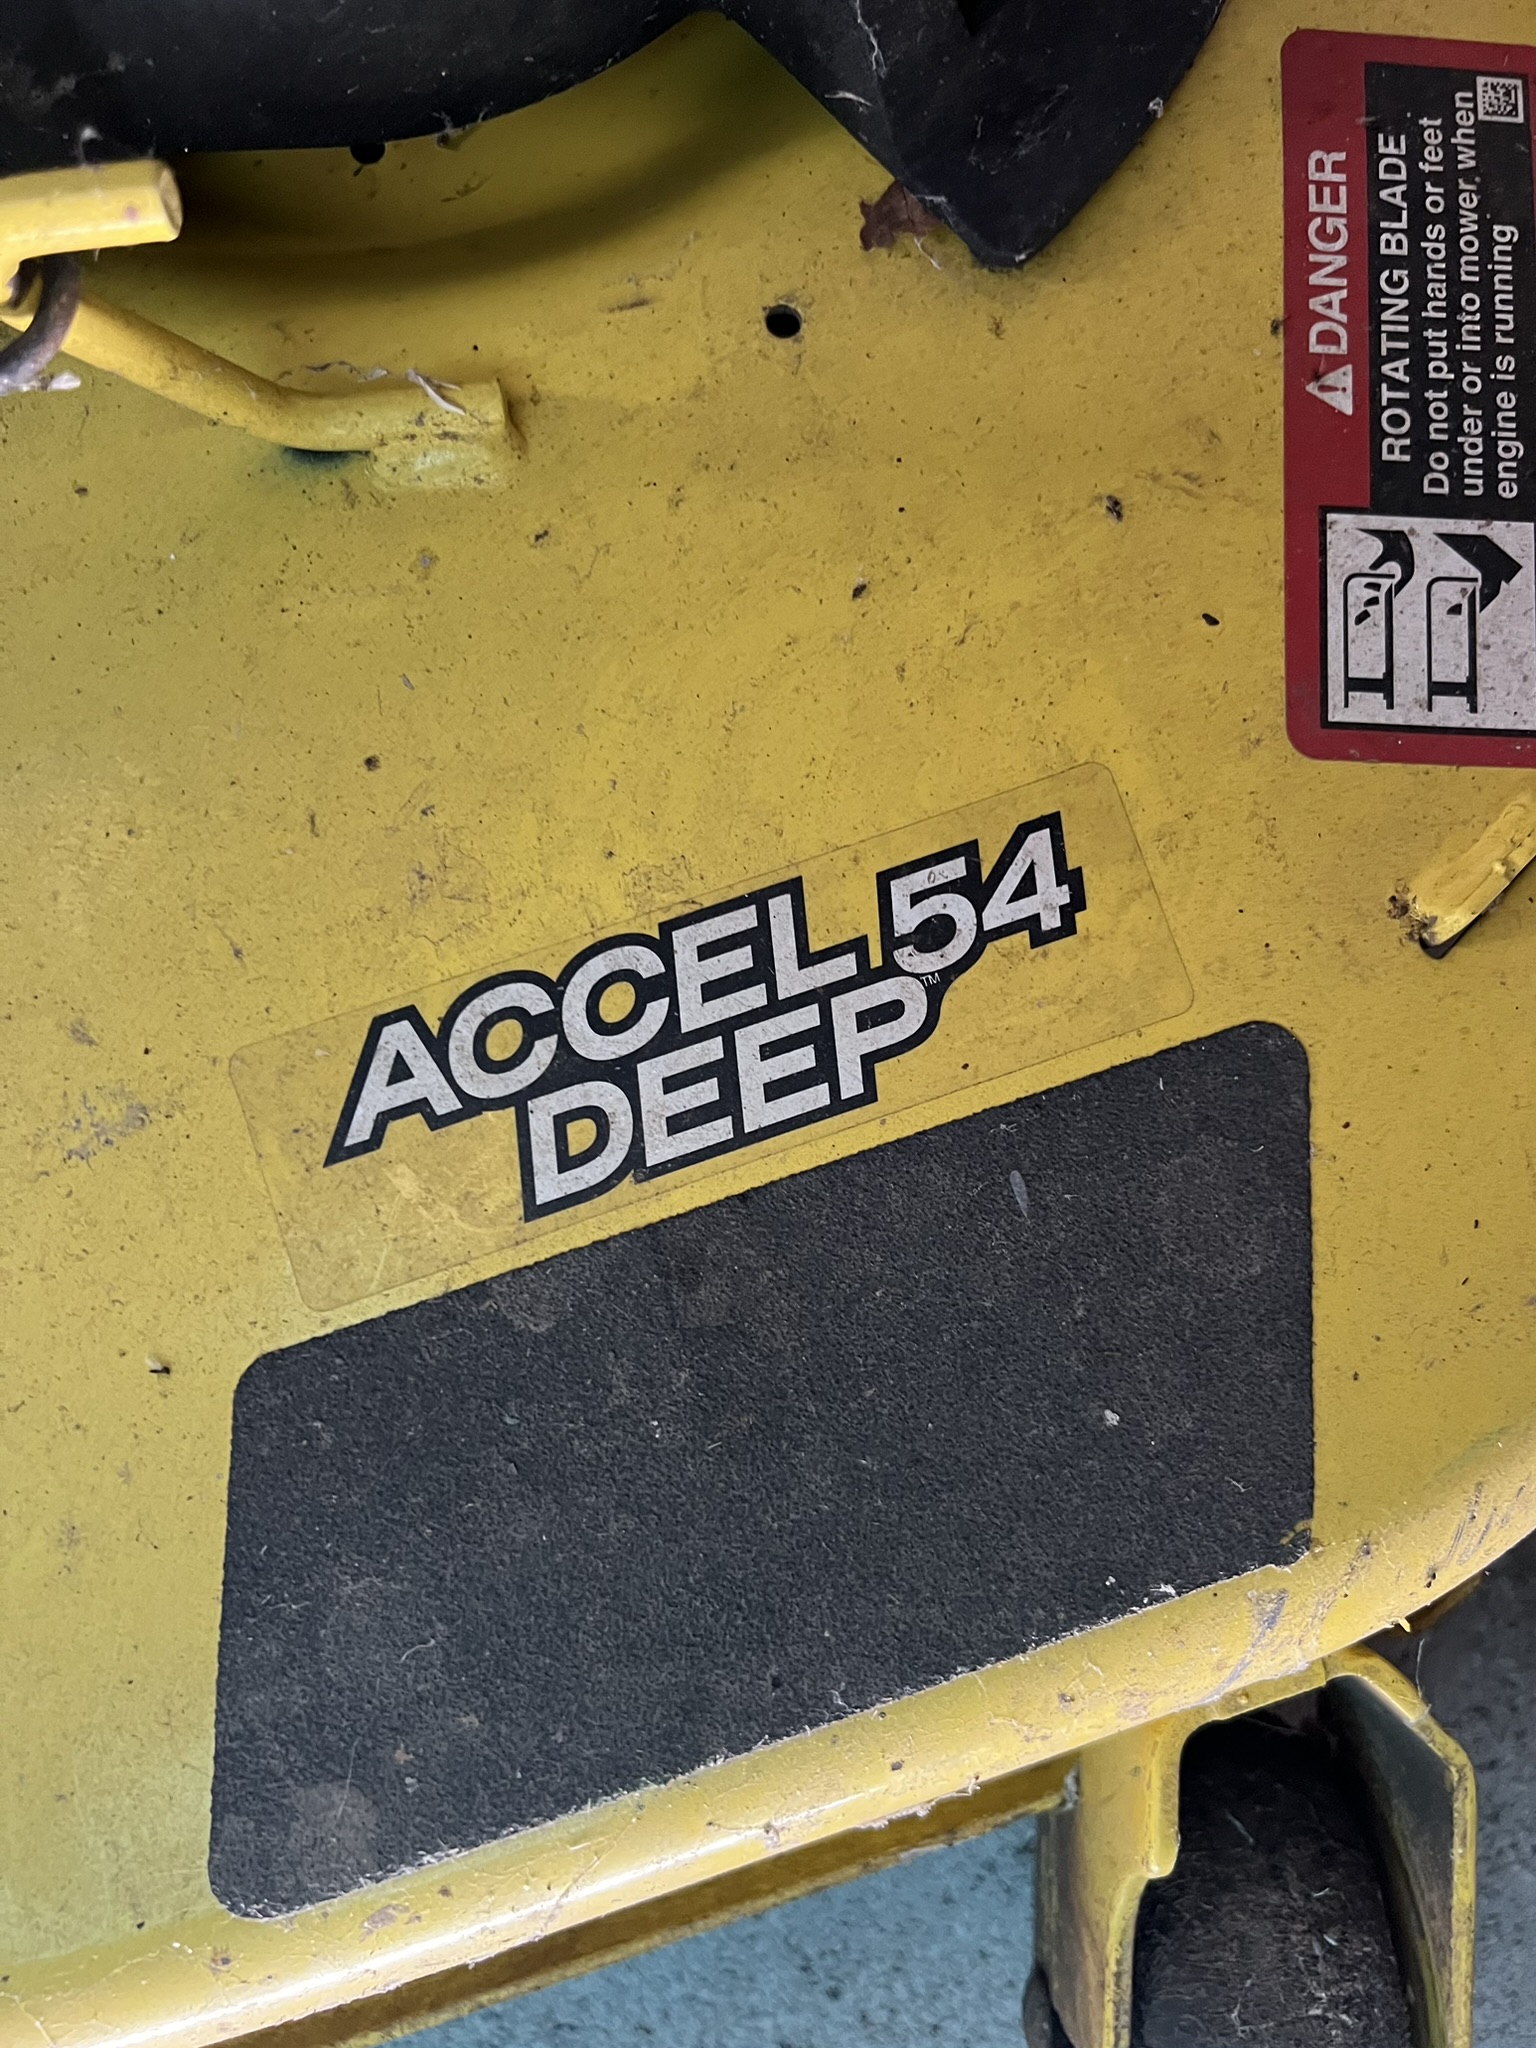 ACCEL 54
DEEP™
DANGER
ROTATING BLADE
Do not put hands or feet
under or into mower when
engine is running